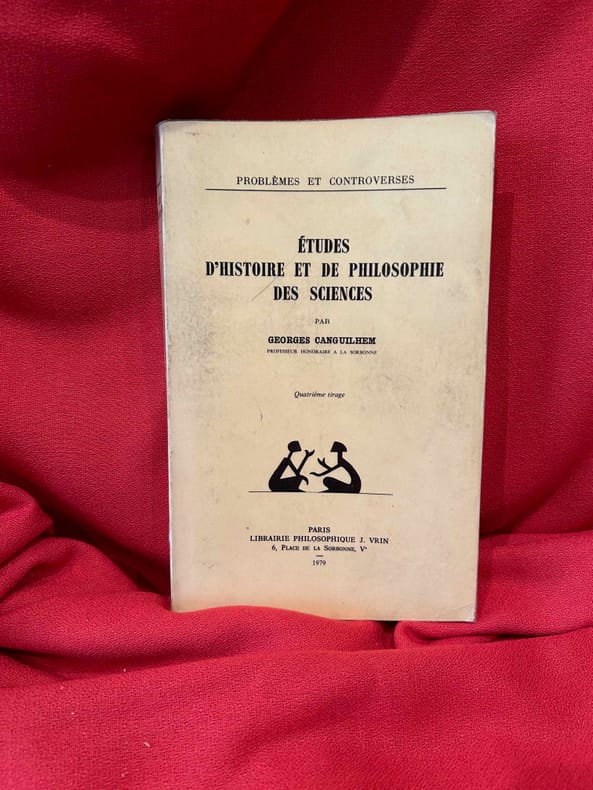 PROBLÈMES ET CONTROVERSES
ÉTUDES
D'HISTOIRE ET DE PHILOSOPHIE
DES SCIENCES
PAR
GEORGES CANGUILHEM
PROFESSEUR HONORAIRE A LA SORBONNE
Quatrième tirage
PARIS
LIBRAIRIE PHILOSOPHIQUE J. VRIN
6, PLACE DE LA SORBONNE, Ve
1979